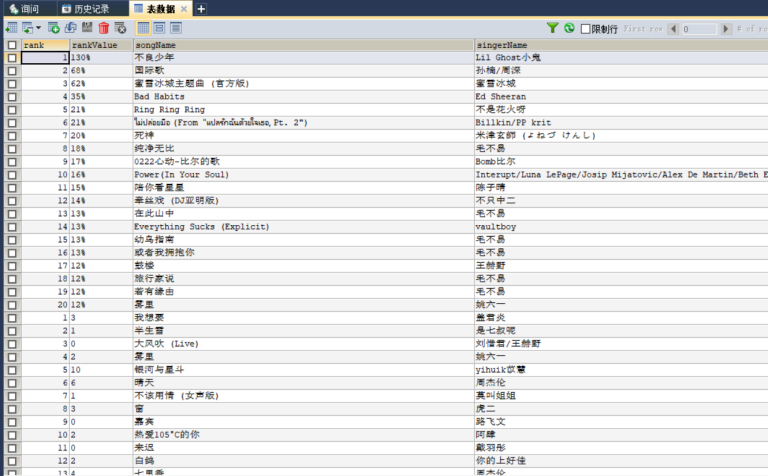 询问 历史记录 表数据
限制行 First row 0 # of ro
rank rankValue songName singerName
1 130% 不良少年 Lil Ghost小鬼
2 68% 国际歌 孙楠/周深
3 62% 蜜雪冰城主题曲 (官方版) 蜜雪冰城
4 35% Bad Habits Ed Sheeran
5 21% Ring Ring Ring 不是花火呀
6 21% ไม่ปล่อยมือ (From "แปลรักฉันด้วยใจเธอ, Pt. 2") Billkin/PP krit
7 20% 死神 米津玄師 (よねづ けんし)
8 18% 纯净无比 毛不易
9 17% 0222心动-比尔的歌 Bomb比尔
10 16% Power(In Your Soul) Interupt/Luna LePage/Josip Mijatovic/Alex De Martin/Beth E
11 15% 陪你看星星 陈子晴
12 14% 牵丝戏 (DJ亚明版) 不只中二
13 13% 在此山中 毛不易
14 13% Everything Sucks (Explicit) vaultboy
15 13% 幼鸟指南 毛不易
16 13% 或者我拥抱你 毛不易
17 12% 鼓楼 王赫野
18 12% 旅行家说 毛不易
19 12% 若有缘由 毛不易
20 12% 雾里 姚六一
1 3 我想要 盖君炎
2 1 半生雪 是七叔呢
3 0 大风吹 (Live) 刘惜君/王赫野
4 2 雾里 姚六一
5 10 银河与星斗 yihuik苡慧
6 6 晴天 周杰伦
7 1 不该用情 (女声版) 莫叫姐姐
8 3 窗 虎二
9 0 嘉宾 路飞文
10 2 热爱105°C的你 阿肆
11 0 来迟 戴羽彤
12 2 白鸽 你的上好佳
13 4 七里香 周杰伦